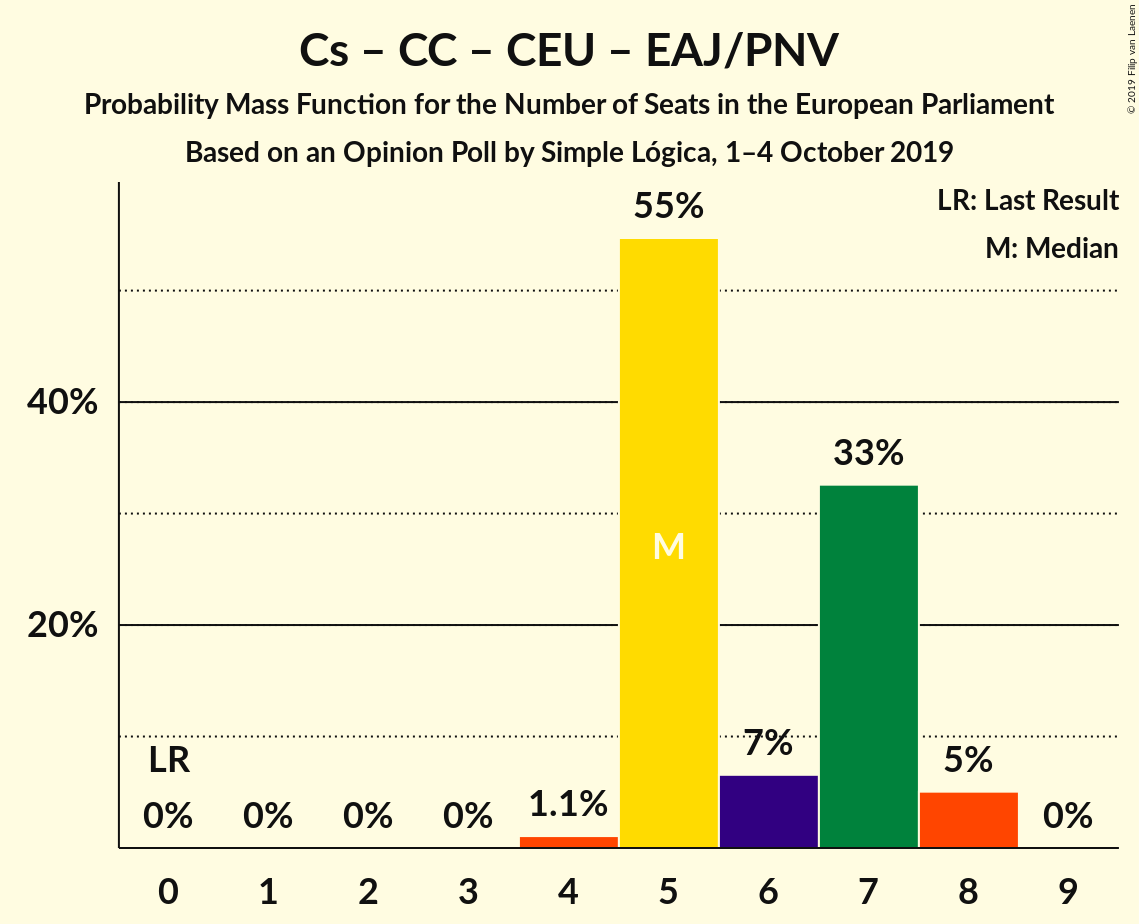 Cs – CC – CEU – EAJ/PNV
Probability Mass Function for the Number of Seats in the European Parliament
Based on an Opinion Poll by Simple Lógica, 1–4 October 2019
© 2019 Filip van Laenen
LR: Last Result
M: Median
55%
40%
33%
M
20%
LR
7%
5%
0% 0% 0% 0% 1.1% 0%
0 1 2 3 4 5 6 7 8 9